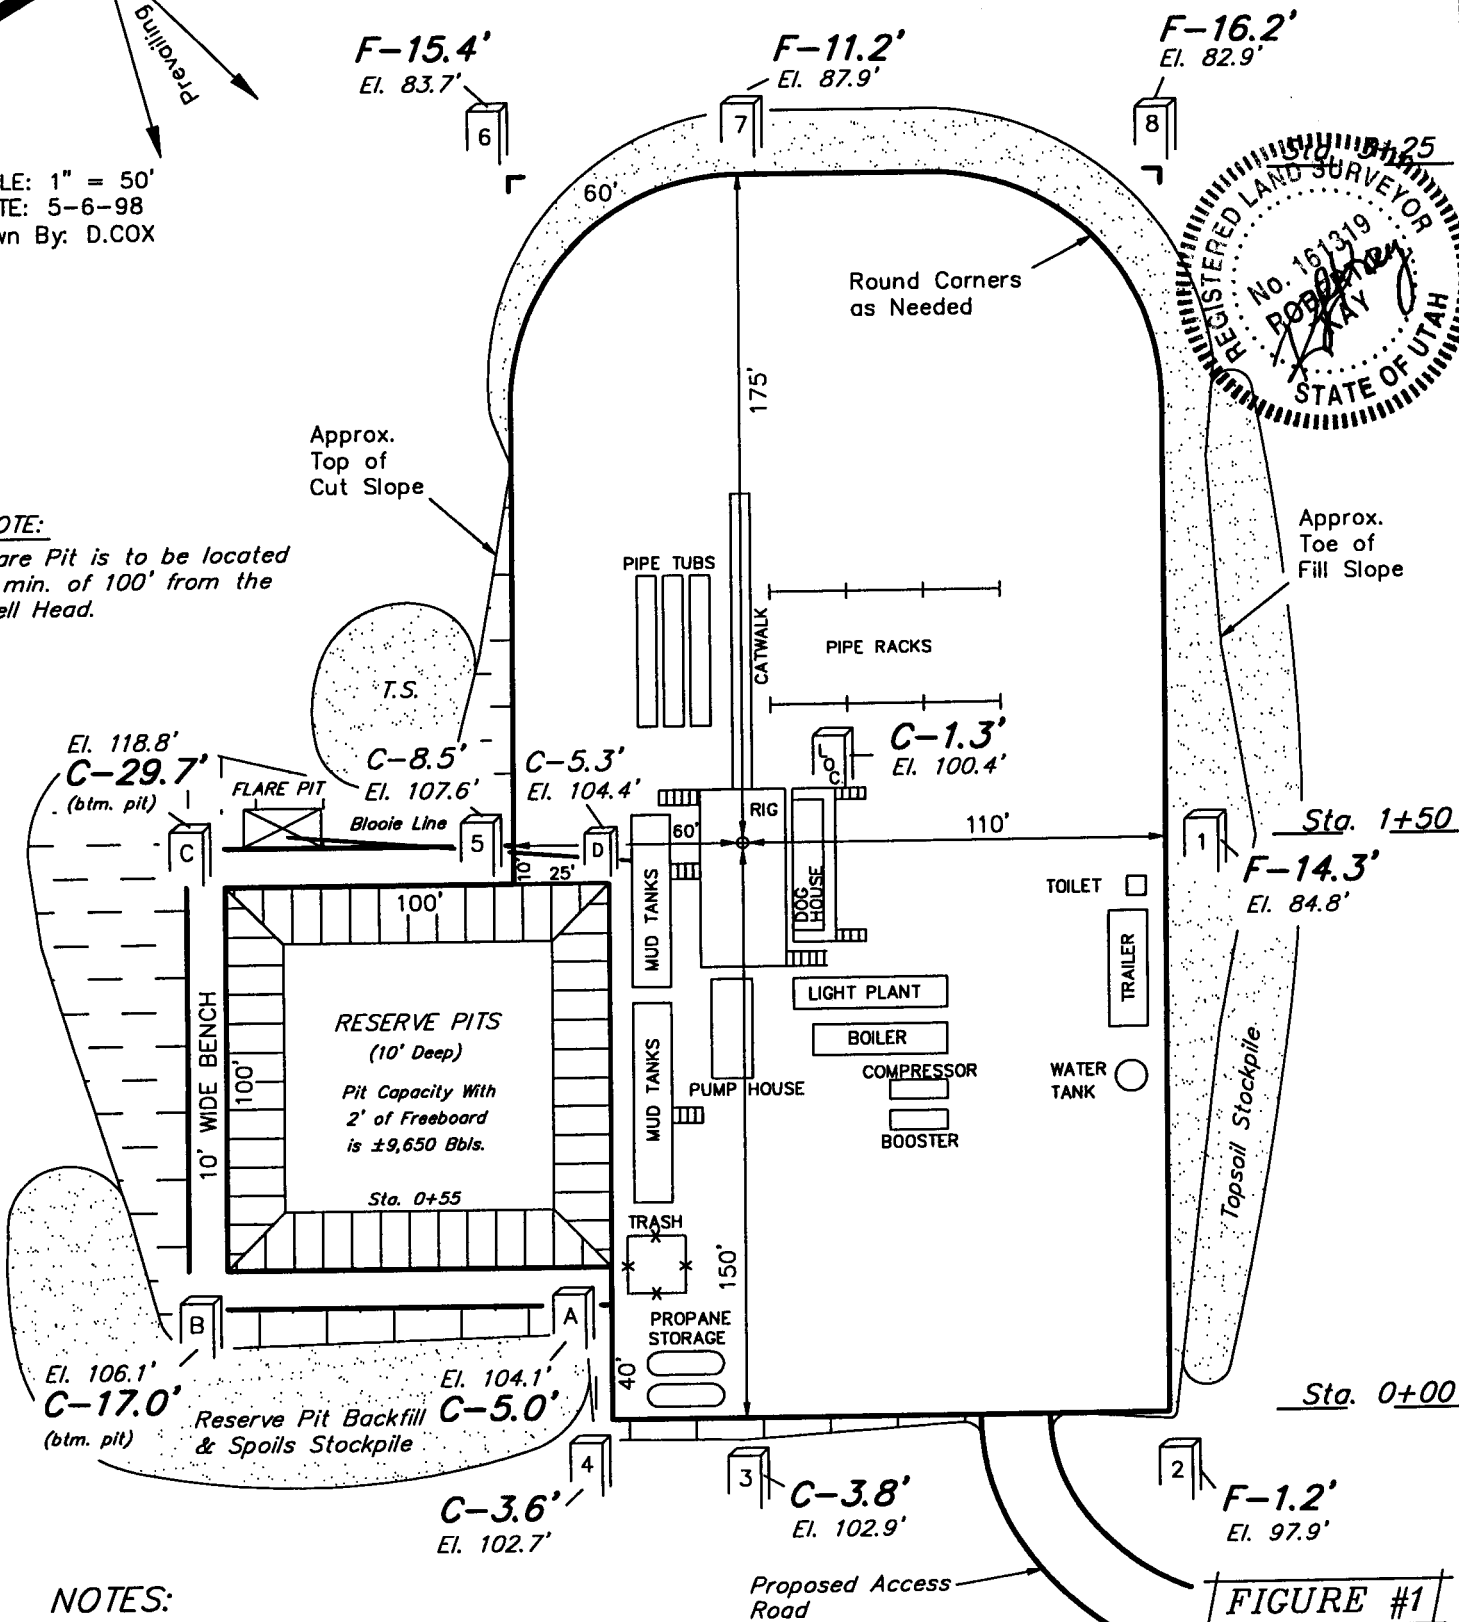 Prevailing
F-15.4'
El. 83.7'
F-11.2'
El. 87.9'
F-16.2'
El. 82.9'
6
7
8
LE: 1" = 50'
TE: 5-6-98
wn By: D.COX
60'
Sta. 3+25
REGISTERED LAND SURVEYOR
No. 161319
ROBERT
KAY
STATE OF UTAH
Round Corners
as Needed
175'
Approx.
Top of
Cut Slope
OTE:
are Pit is to be located
min. of 100' from the
ell Head.
Approx.
Toe of
Fill Slope
PIPE TUBS
CATWALK
PIPE RACKS
T.S.
El. 118.8'
C-29.7'
(btm. pit)
FLARE PIT
C-8.5'
El. 107.6'
Blooie Line
C-5.3'
El. 104.4'
LOC.
C-1.3'
El. 100.4'
RIG
60'
110'
C
5
D
1
Sta. 1+50
F-14.3'
El. 84.8'
10'
25'
100'
MUD TANKS
DOG
HOUSE
TOILET
TRAILER
LIGHT PLANT
BOILER
COMPRESSOR
BOOSTER
PUMP HOUSE
WATER
TANK
10' WIDE BENCH
100'
RESERVE PITS
(10' Deep)
Pit Capacity With
2' of Freeboard
is ±9,650 Bbls.
Sta. 0+55
MUD TANKS
Topsoil Stockpile
TRASH
150'
PROPANE
STORAGE
40'
B
A
El. 106.1'
C-17.0'
(btm. pit)
Reserve Pit Backfill
& Spoils Stockpile
El. 104.1'
C-5.0'
Sta. 0+00
4
3
2
C-3.6'
El. 102.7'
C-3.8'
El. 102.9'
F-1.2'
El. 97.9'
NOTES:
Proposed Access
Road
FIGURE #1